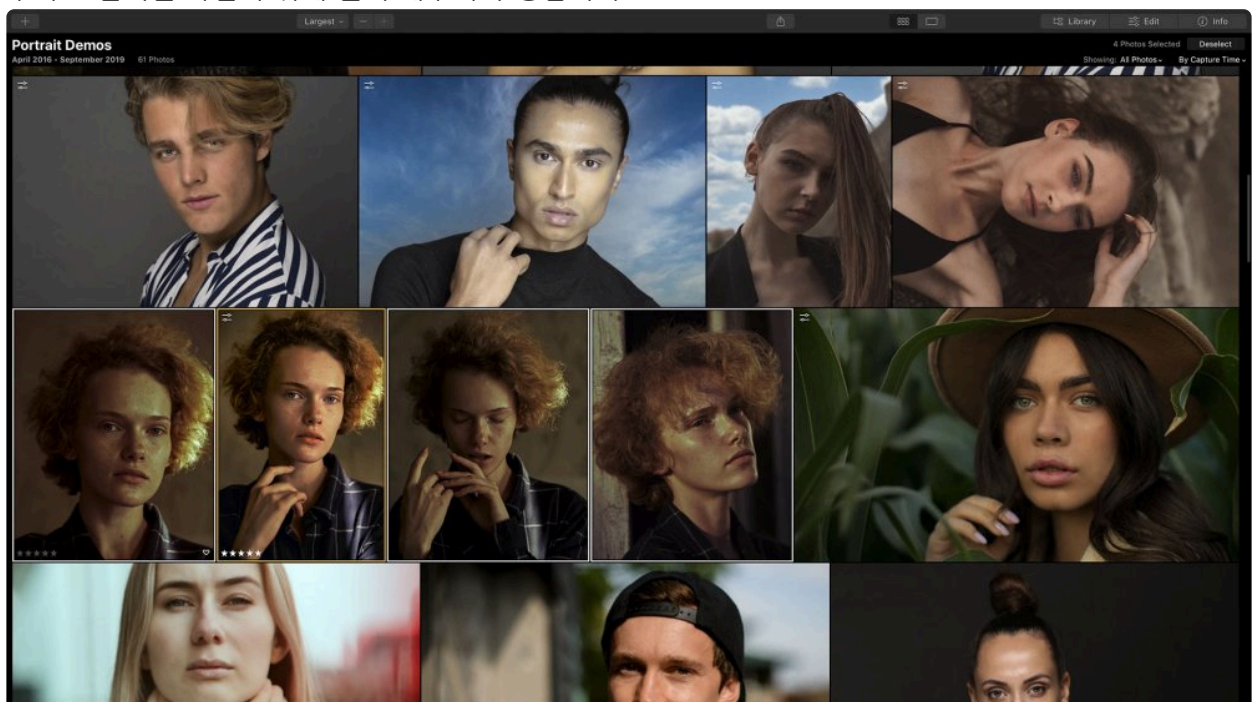 Largest
Library
Edit
Info
Portrait Demos
4 Photos Selected
Deselect
April 2016 - September 2019 61 Photos
Showing: All Photos
By Capture Time